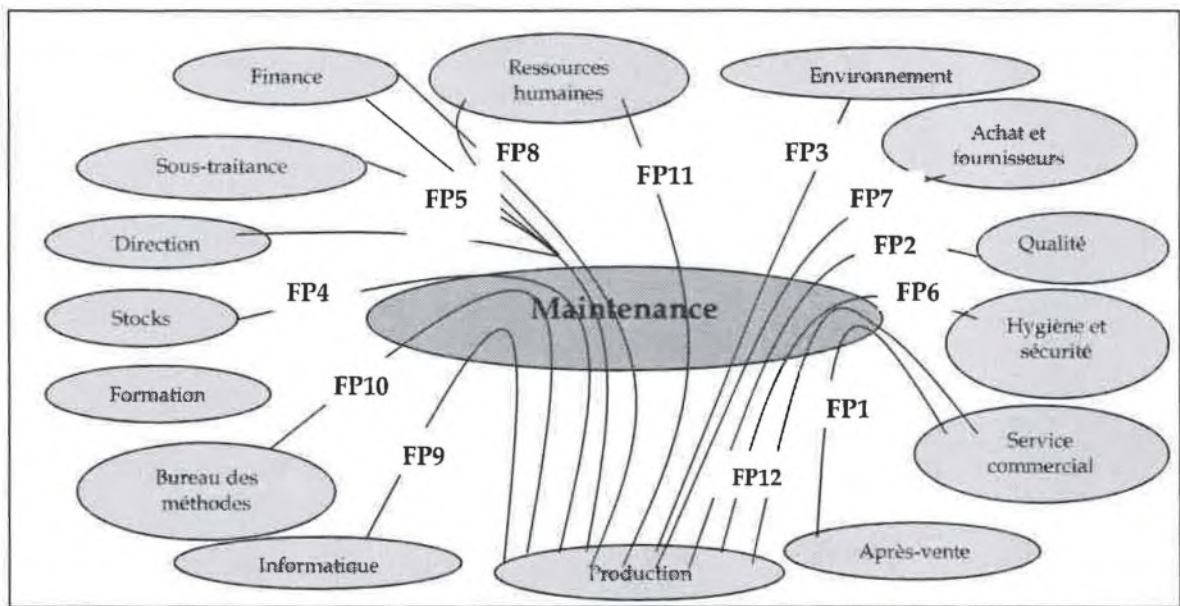 Finance
Ressources
humaines
Environnement
Achat et
fournisseurs
Sous-traitance
FP8
FP11
FP3
FP5
FP7
Direction
FP2
Qualité
FP4
Maintenance
FP6
Stocks
Hygiène et
sécurité
Formation
FP10
FP1
Service
commercial
Bureau des
méthodes
FP9
FP12
Informatique
Production
Après-vente